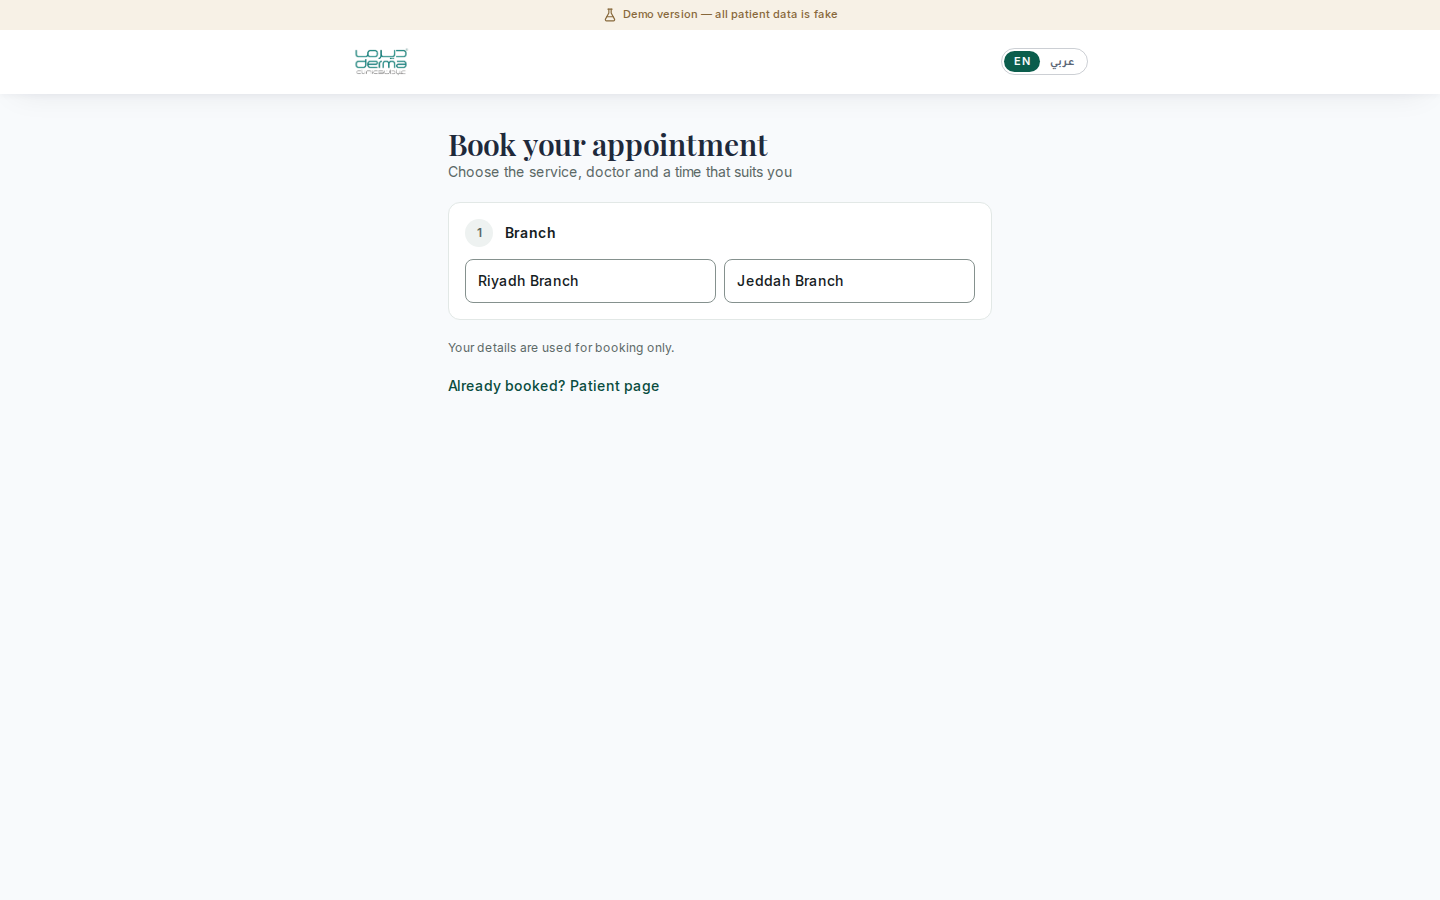 Demo version — all patient data is fake
ديرما
derma
EN
عربي
Book your appointment
Choose the service, doctor and a time that suits you
1
Branch
Riyadh Branch
Jeddah Branch
Your details are used for booking only.
Already booked? Patient page